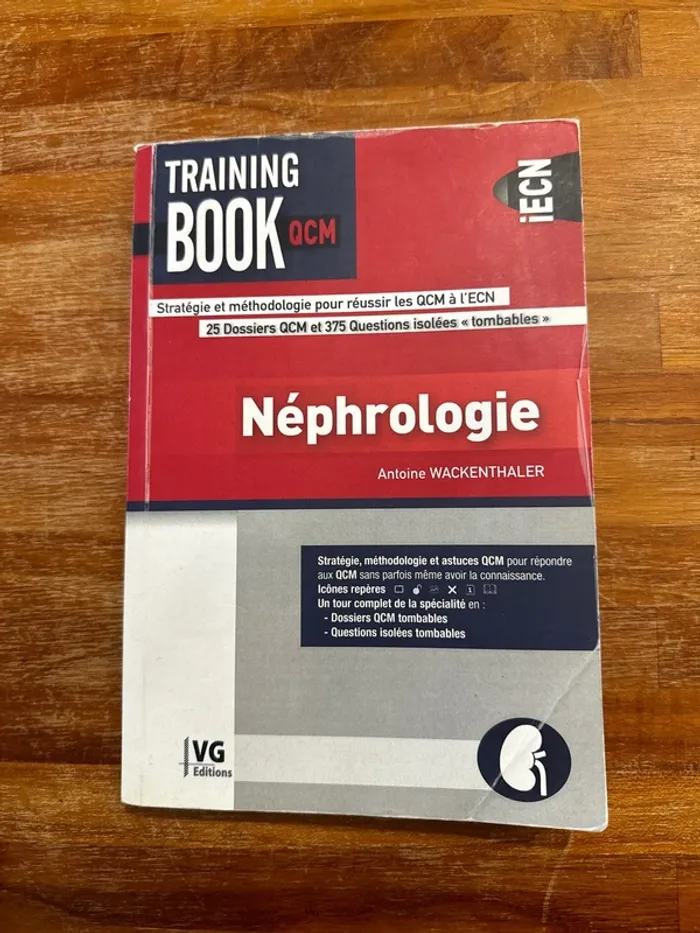 TRAINING
BOOK QCM
iECN
Stratégie et méthodologie pour réussir les QCM à l'ECN
25 Dossiers QCM et 375 Questions isolées « tombables »
Néphrologie
Antoine WACKENTHALER
Stratégie, méthodologie et astuces QCM pour répondre
aux QCM sans parfois même avoir la connaissance.
Icônes repères
Un tour complet de la spécialité en :
- Dossiers QCM tombables
- Questions isolées tombables
VG
Editions